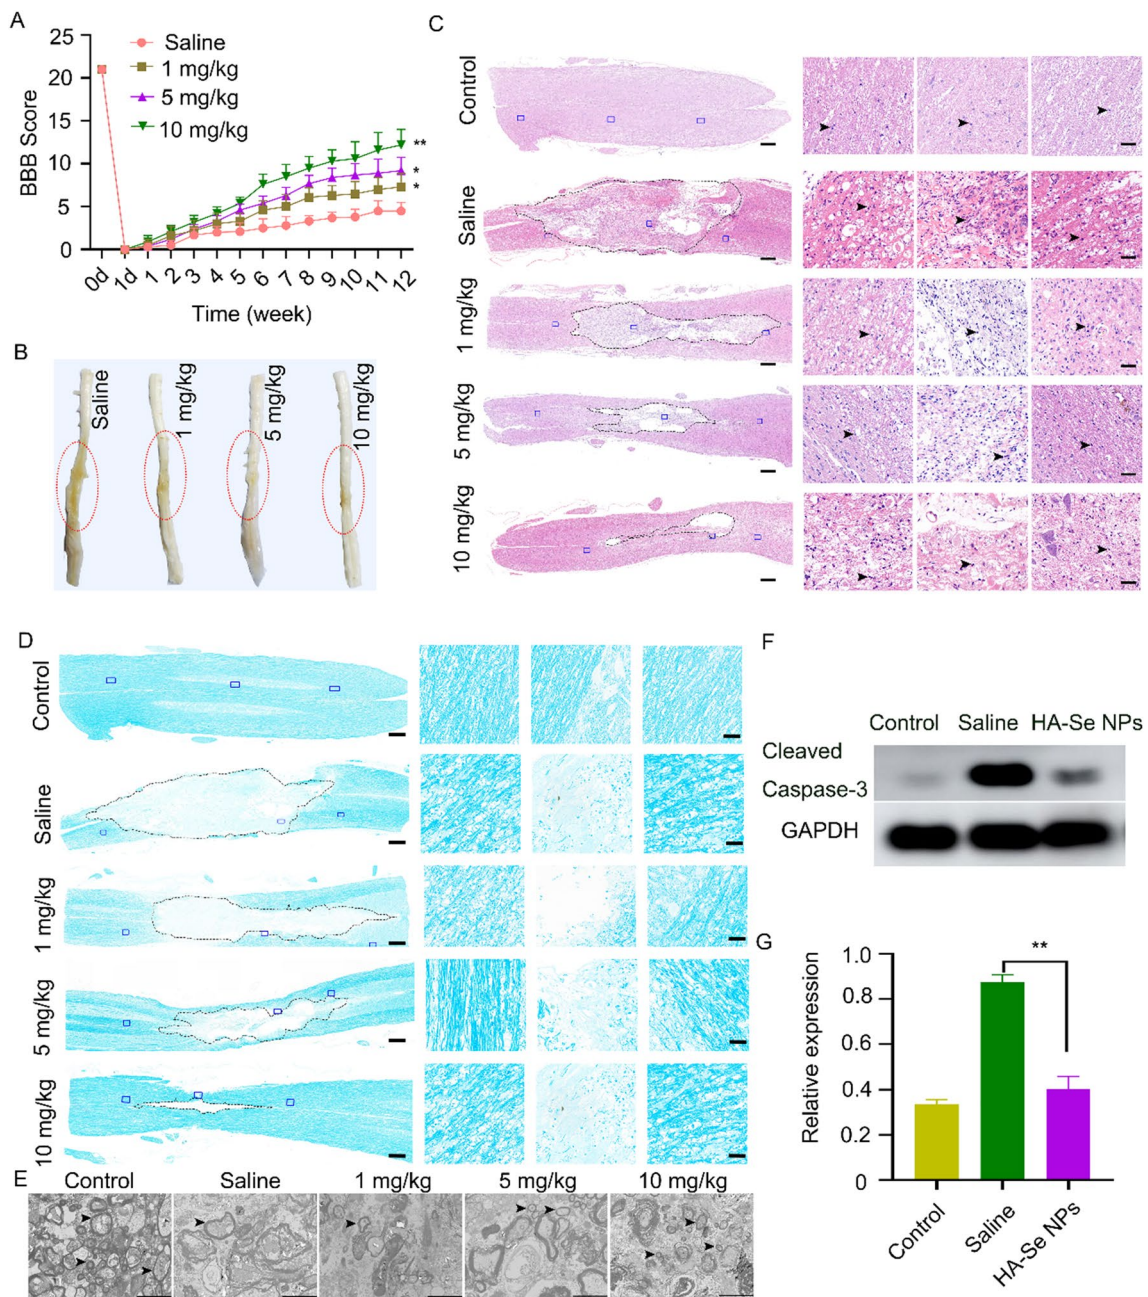 A
BBB Score
25
20
15
10
5
0
Saline
1 mg/kg
5 mg/kg
10 mg/kg
**
*
*
0d 1d 1 2 3 4 5 6 7 8 9 10 11 12
Time (week)
B
Saline
1 mg/kg
5 mg/kg
10 mg/kg
C
Control
Saline
1 mg/kg
5 mg/kg
10 mg/kg
D
Control
Saline
1 mg/kg
5 mg/kg
10 mg/kg
E
Control Saline 1 mg/kg 5 mg/kg 10 mg/kg
F
Control Saline HA-Se NPs
Cleaved
Caspase-3
GAPDH
G
Relative expression
1.0
0.8
0.6
0.4
0.2
0
**
Control
Saline
HA-Se NPs